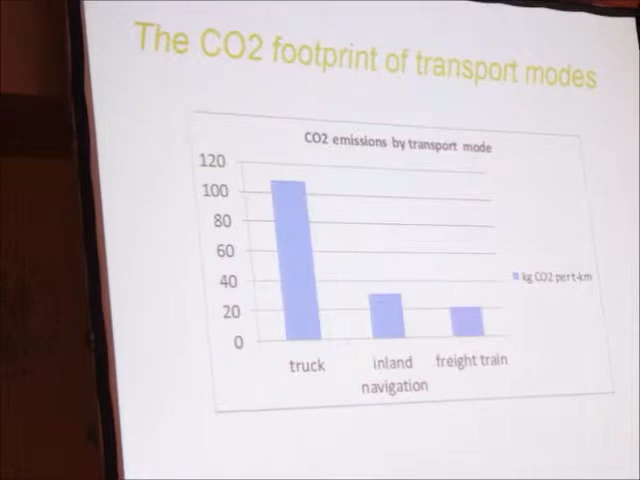 The CO2 footprint of transport modes
CO2 emissions by transport mode
120
100
80
60
40
20
0
kg CO2 per t-km
truck
inland
navigation
freight train